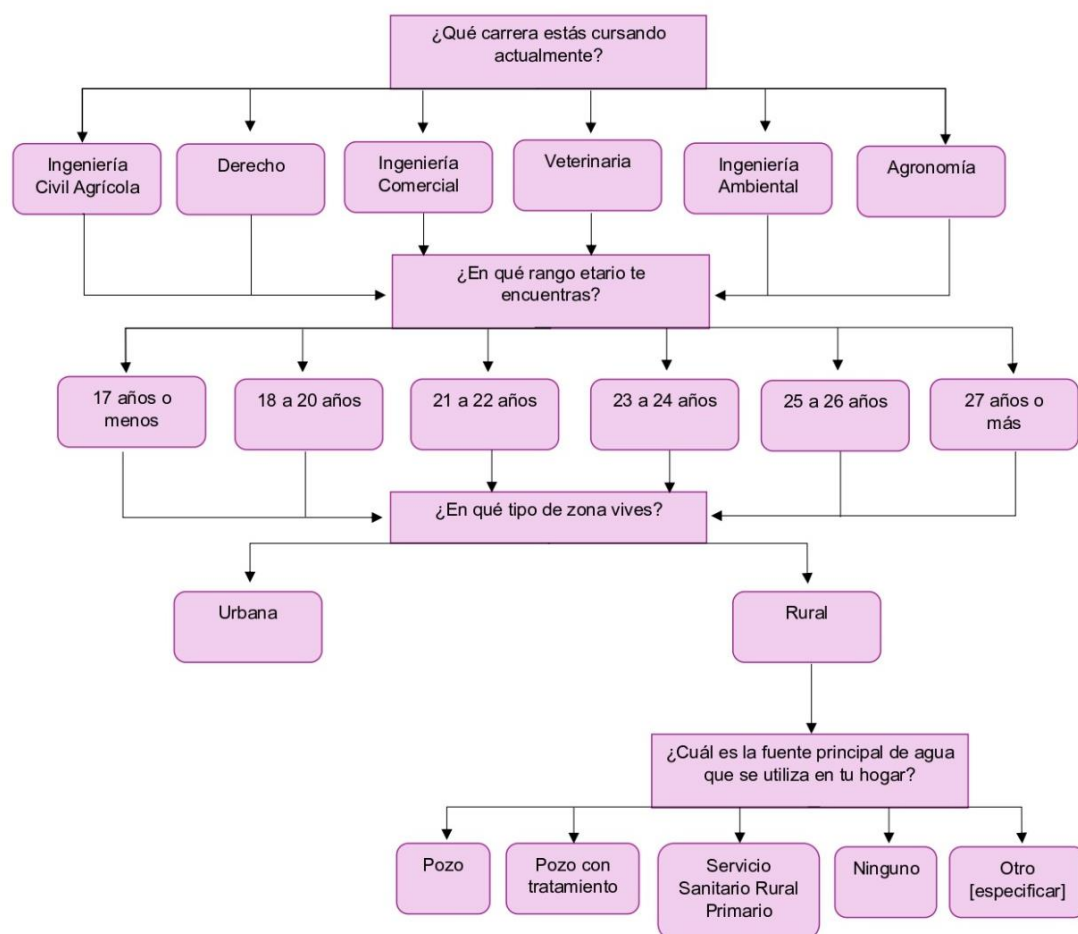 ¿Qué carrera estás cursando
actualmente?
Ingeniería
Civil Agrícola
Derecho
Ingeniería
Comercial
Veterinaria
Ingeniería
Ambiental
Agronomía
¿En qué rango etario te
encuentras?
17 años o
menos
18 a 20 años
21 a 22 años
23 a 24 años
25 a 26 años
27 años o
más
¿En qué tipo de zona vives?
Urbana
Rural
¿Cuál es la fuente principal de agua
que se utiliza en tu hogar?
Pozo
Pozo con
tratamiento
Servicio
Sanitario Rural
Primario
Ninguno
Otro
[especificar]